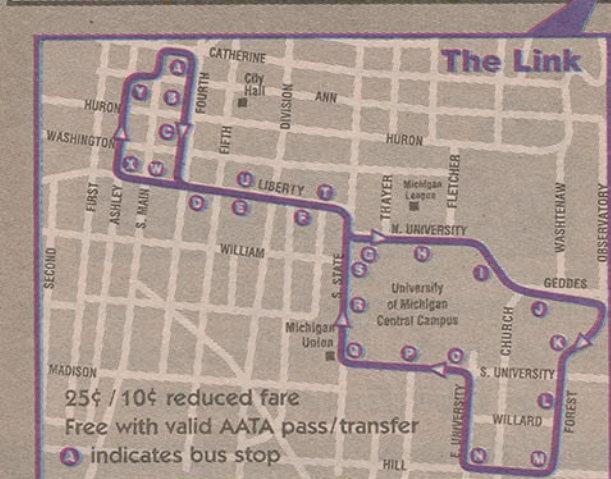 The Link
CATHERINE
FOURTH
City
Hall
DIVISION
ANN
HURON
WASHINGTON
FIFTH
HURON
A
Y
B
C
X
W
FIRST
ASHLEY
S. MAIN
D
U
LIBERTY
T
E
F
THAYER
Michigan
League
FLETCHER
WASHTENAW
OBSERVATORY
N. UNIVERSITY
SECOND
WILLIAM
S. STATE
G
S
H
I
GEDDES
University
of Michigan
Central Campus
R
J
CHURCH
K
Michigan
Union
Q
P
O
S. UNIVERSITY
MADISON
L
FOREST
E. UNIVERSITY
WILLARD
N
M
HILL
25¢ / 10¢ reduced fare
Free with valid AATA pass/transfer
A indicates bus stop